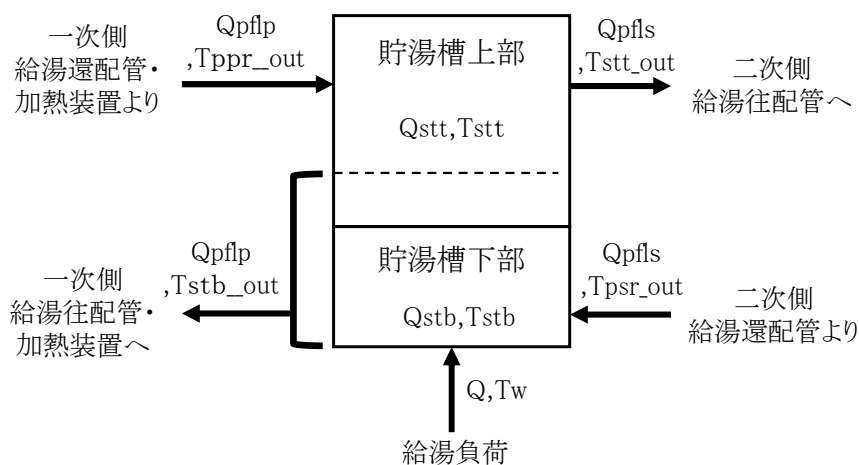 一次側
給湯還配管・
加熱装置より
Qpflp
,Tppr__out
貯湯槽上部
Qstt,Tstt
Qpfls
,Tstt_out
二次側
給湯往配管へ
一次側
給湯往配管・
加熱装置へ
Qpflp
,Tstb__out
貯湯槽下部
Qstb,Tstb
Qpfls
,Tpsr_out
二次側
給湯還配管より
Q,Tw
給湯負荷